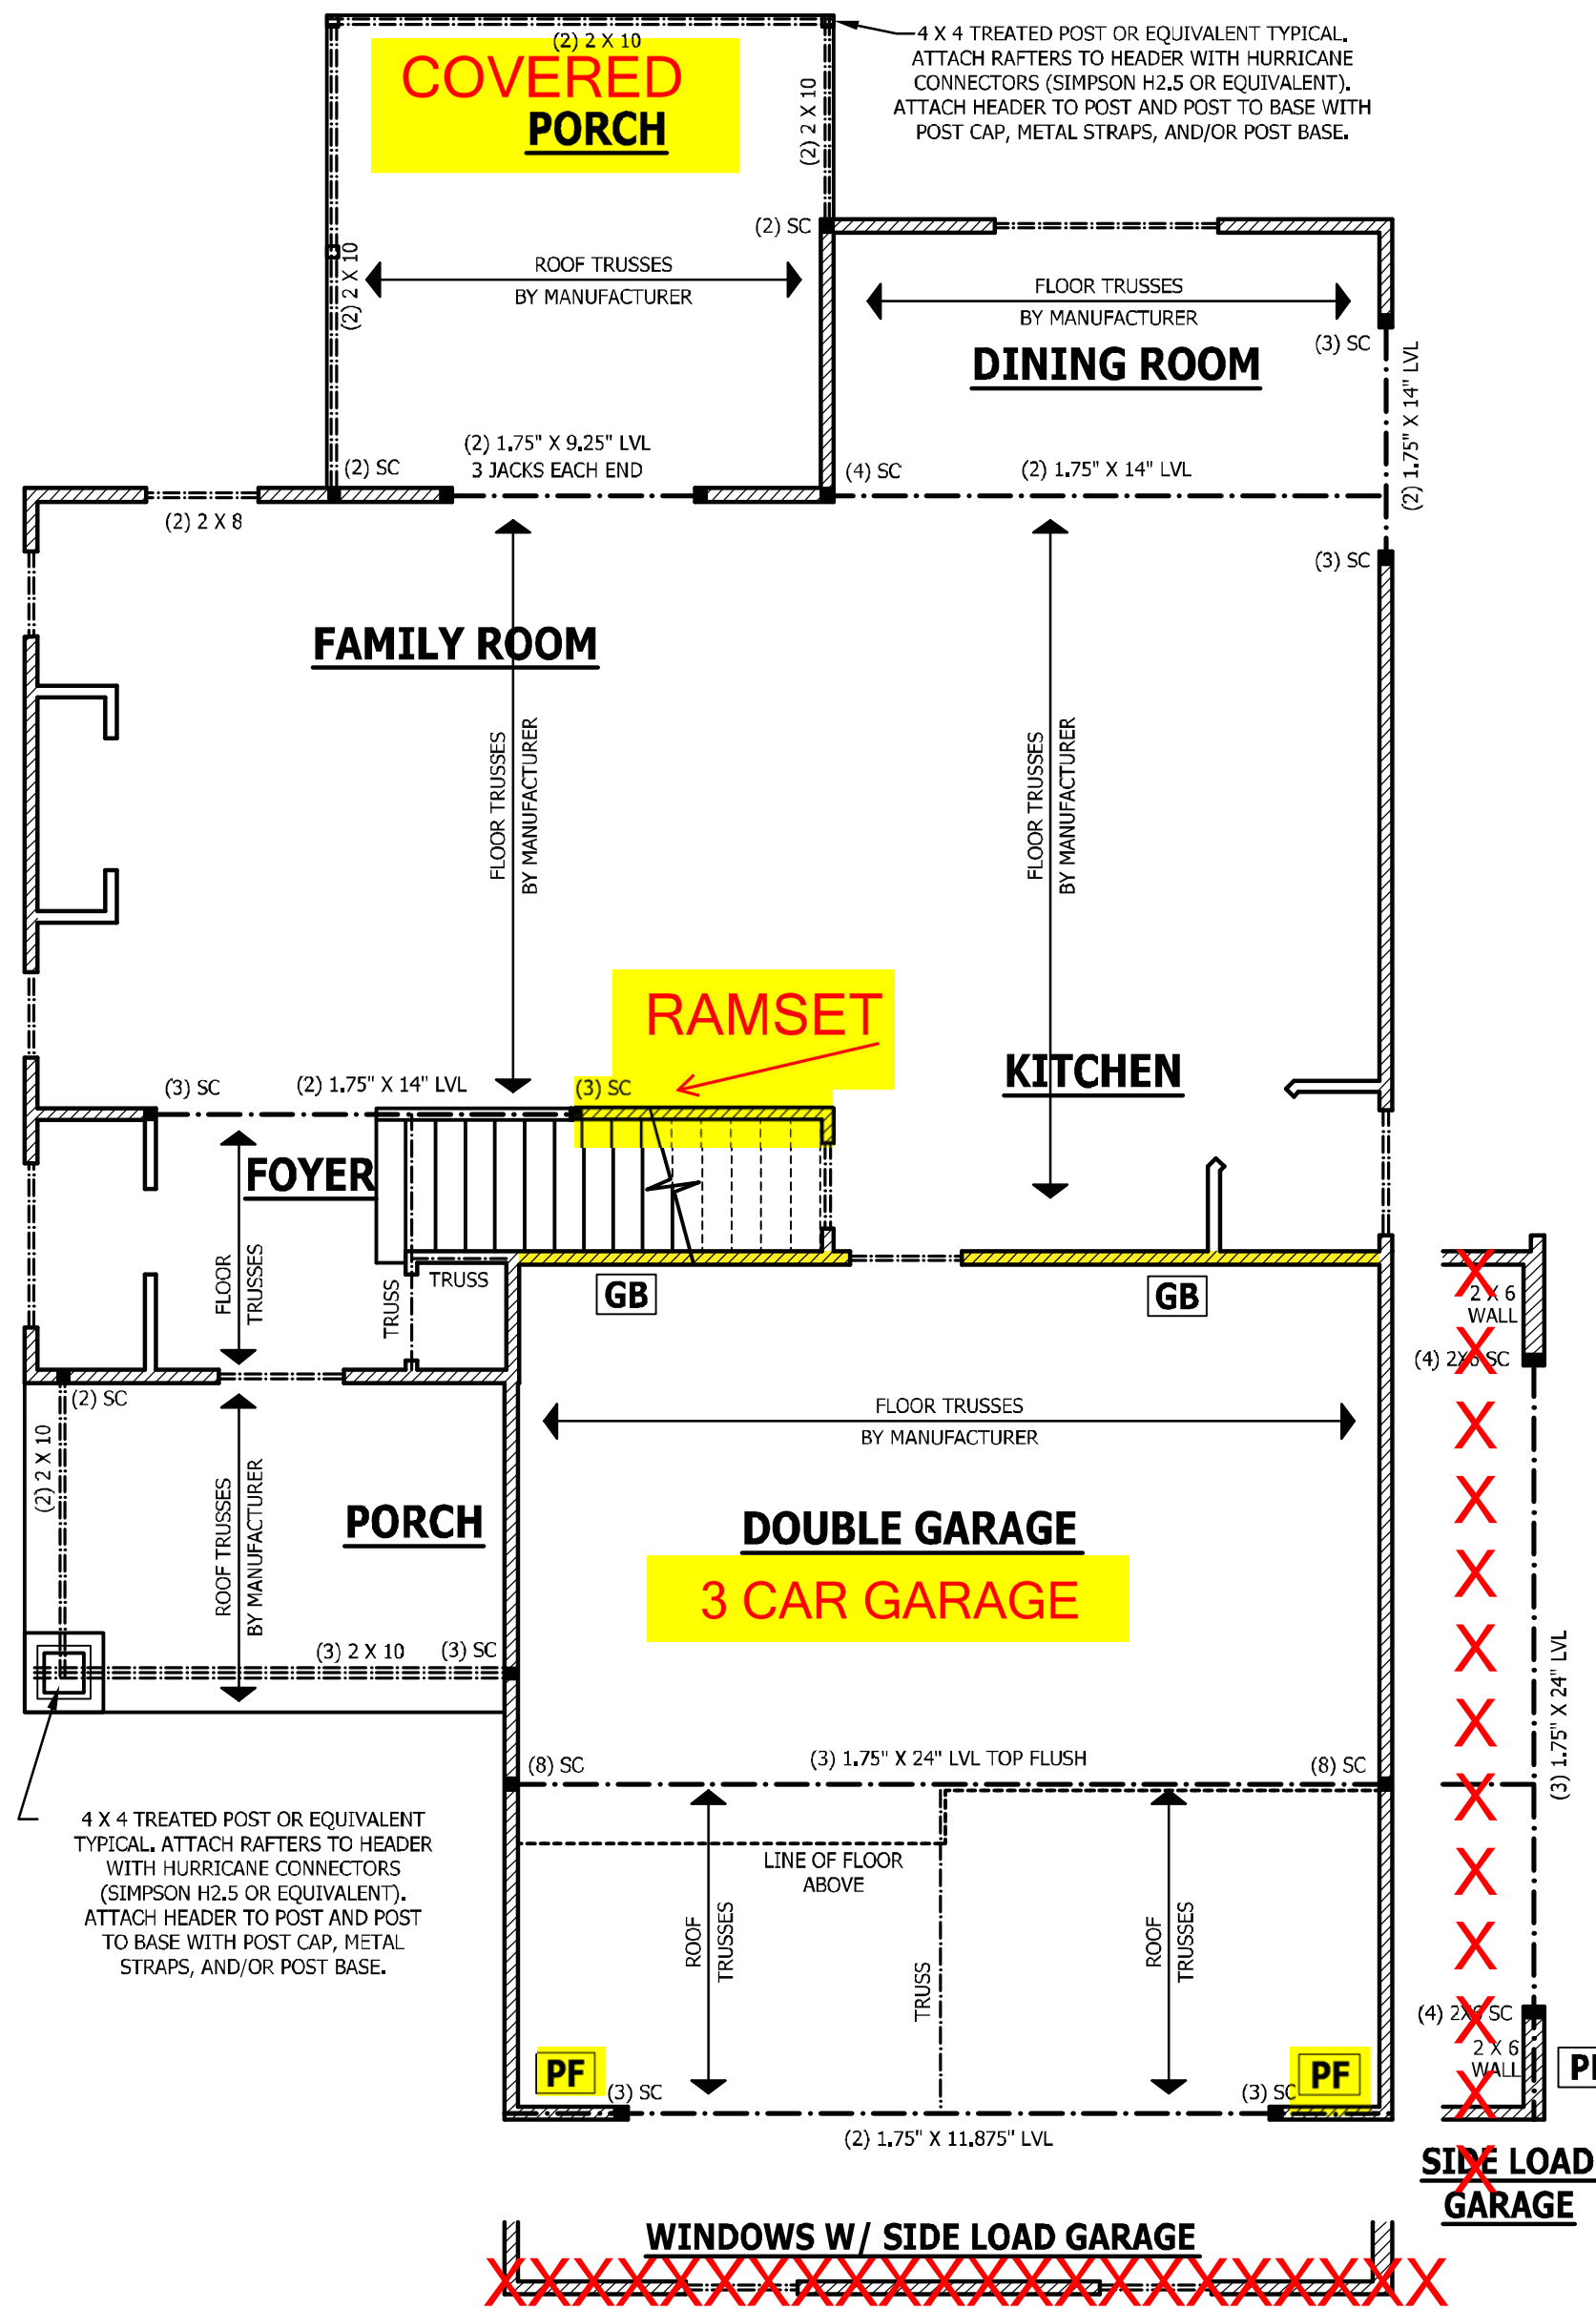 (2) 2 X 10
COVERED
PORCH
(2) 2 X 10
4 X 4 TREATED POST OR EQUIVALENT TYPICAL.
ATTACH RAFTERS TO HEADER WITH HURRICANE
CONNECTORS (SIMPSON H2.5 OR EQUIVALENT).
ATTACH HEADER TO POST AND POST TO BASE WITH
POST CAP, METAL STRAPS, AND/OR POST BASE.
(2) SC
(2) 2 X 10
ROOF TRUSSES
BY MANUFACTURER
FLOOR TRUSSES
BY MANUFACTURER
DINING ROOM
(3) SC
(2) 1.75" X 14" LVL
(2) SC
(2) 1.75" X 9.25" LVL
3 JACKS EACH END
(4) SC
(2) 1.75" X 14" LVL
(2) 2 X 8
(3) SC
FAMILY ROOM
FLOOR TRUSSES
BY MANUFACTURER
FLOOR TRUSSES
BY MANUFACTURER
RAMSET
KITCHEN
(3) SC
(2) 1.75" X 14" LVL
(3) SC
FOYER
FLOOR
TRUSSES
TRUSS
TRUSS
GB
GB
2 X 6
WALL
(4) 2X6 SC
(2) SC
(2) 2 X 10
ROOF TRUSSES
BY MANUFACTURER
PORCH
FLOOR TRUSSES
BY MANUFACTURER
DOUBLE GARAGE
3 CAR GARAGE
(3) 2 X 10
(3) SC
(3) 1.75" X 24" LVL
(8) SC
(3) 1.75" X 24" LVL TOP FLUSH
(8) SC
4 X 4 TREATED POST OR EQUIVALENT
TYPICAL. ATTACH RAFTERS TO HEADER
WITH HURRICANE CONNECTORS
(SIMPSON H2.5 OR EQUIVALENT).
ATTACH HEADER TO POST AND POST
TO BASE WITH POST CAP, METAL
STRAPS, AND/OR POST BASE.
LINE OF FLOOR
ABOVE
ROOF
TRUSSES
TRUSS
ROOF
TRUSSES
(4) 2X6 SC
2 X 6
WALL
PF
(3) SC
(3) SC
PF
(2) 1.75" X 11.875" LVL
SIDE LOAD
GARAGE
WINDOWS W/ SIDE LOAD GARAGE
XXXXXXXXXXXXXXXXXXXXXX
X
X
X
X
X
X
X
X
X
X
X
X
X